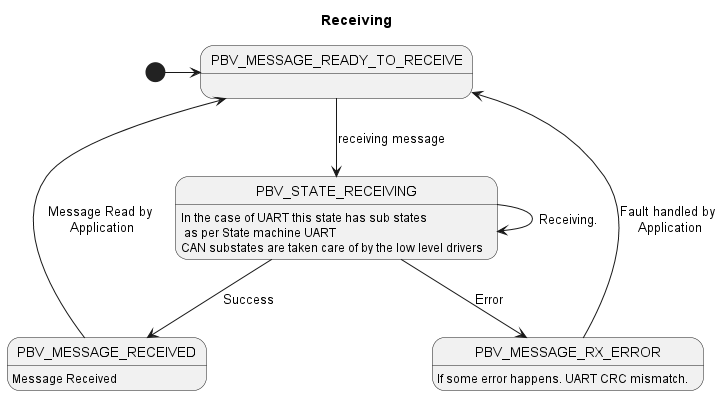 Receiving
PBV_MESSAGE_READY_TO_RECEIVE
receiving message
PBV_STATE_RECEIVING
In the case of UART this state has sub states
as per State machine UART
CAN substates are taken care of by the low level drivers
Receiving.
Message Read by
Application
Fault handled by
Application
Success
Error
PBV_MESSAGE_RECEIVED
Message Received
PBV_MESSAGE_RX_ERROR
If some error happens. UART CRC mismatch.